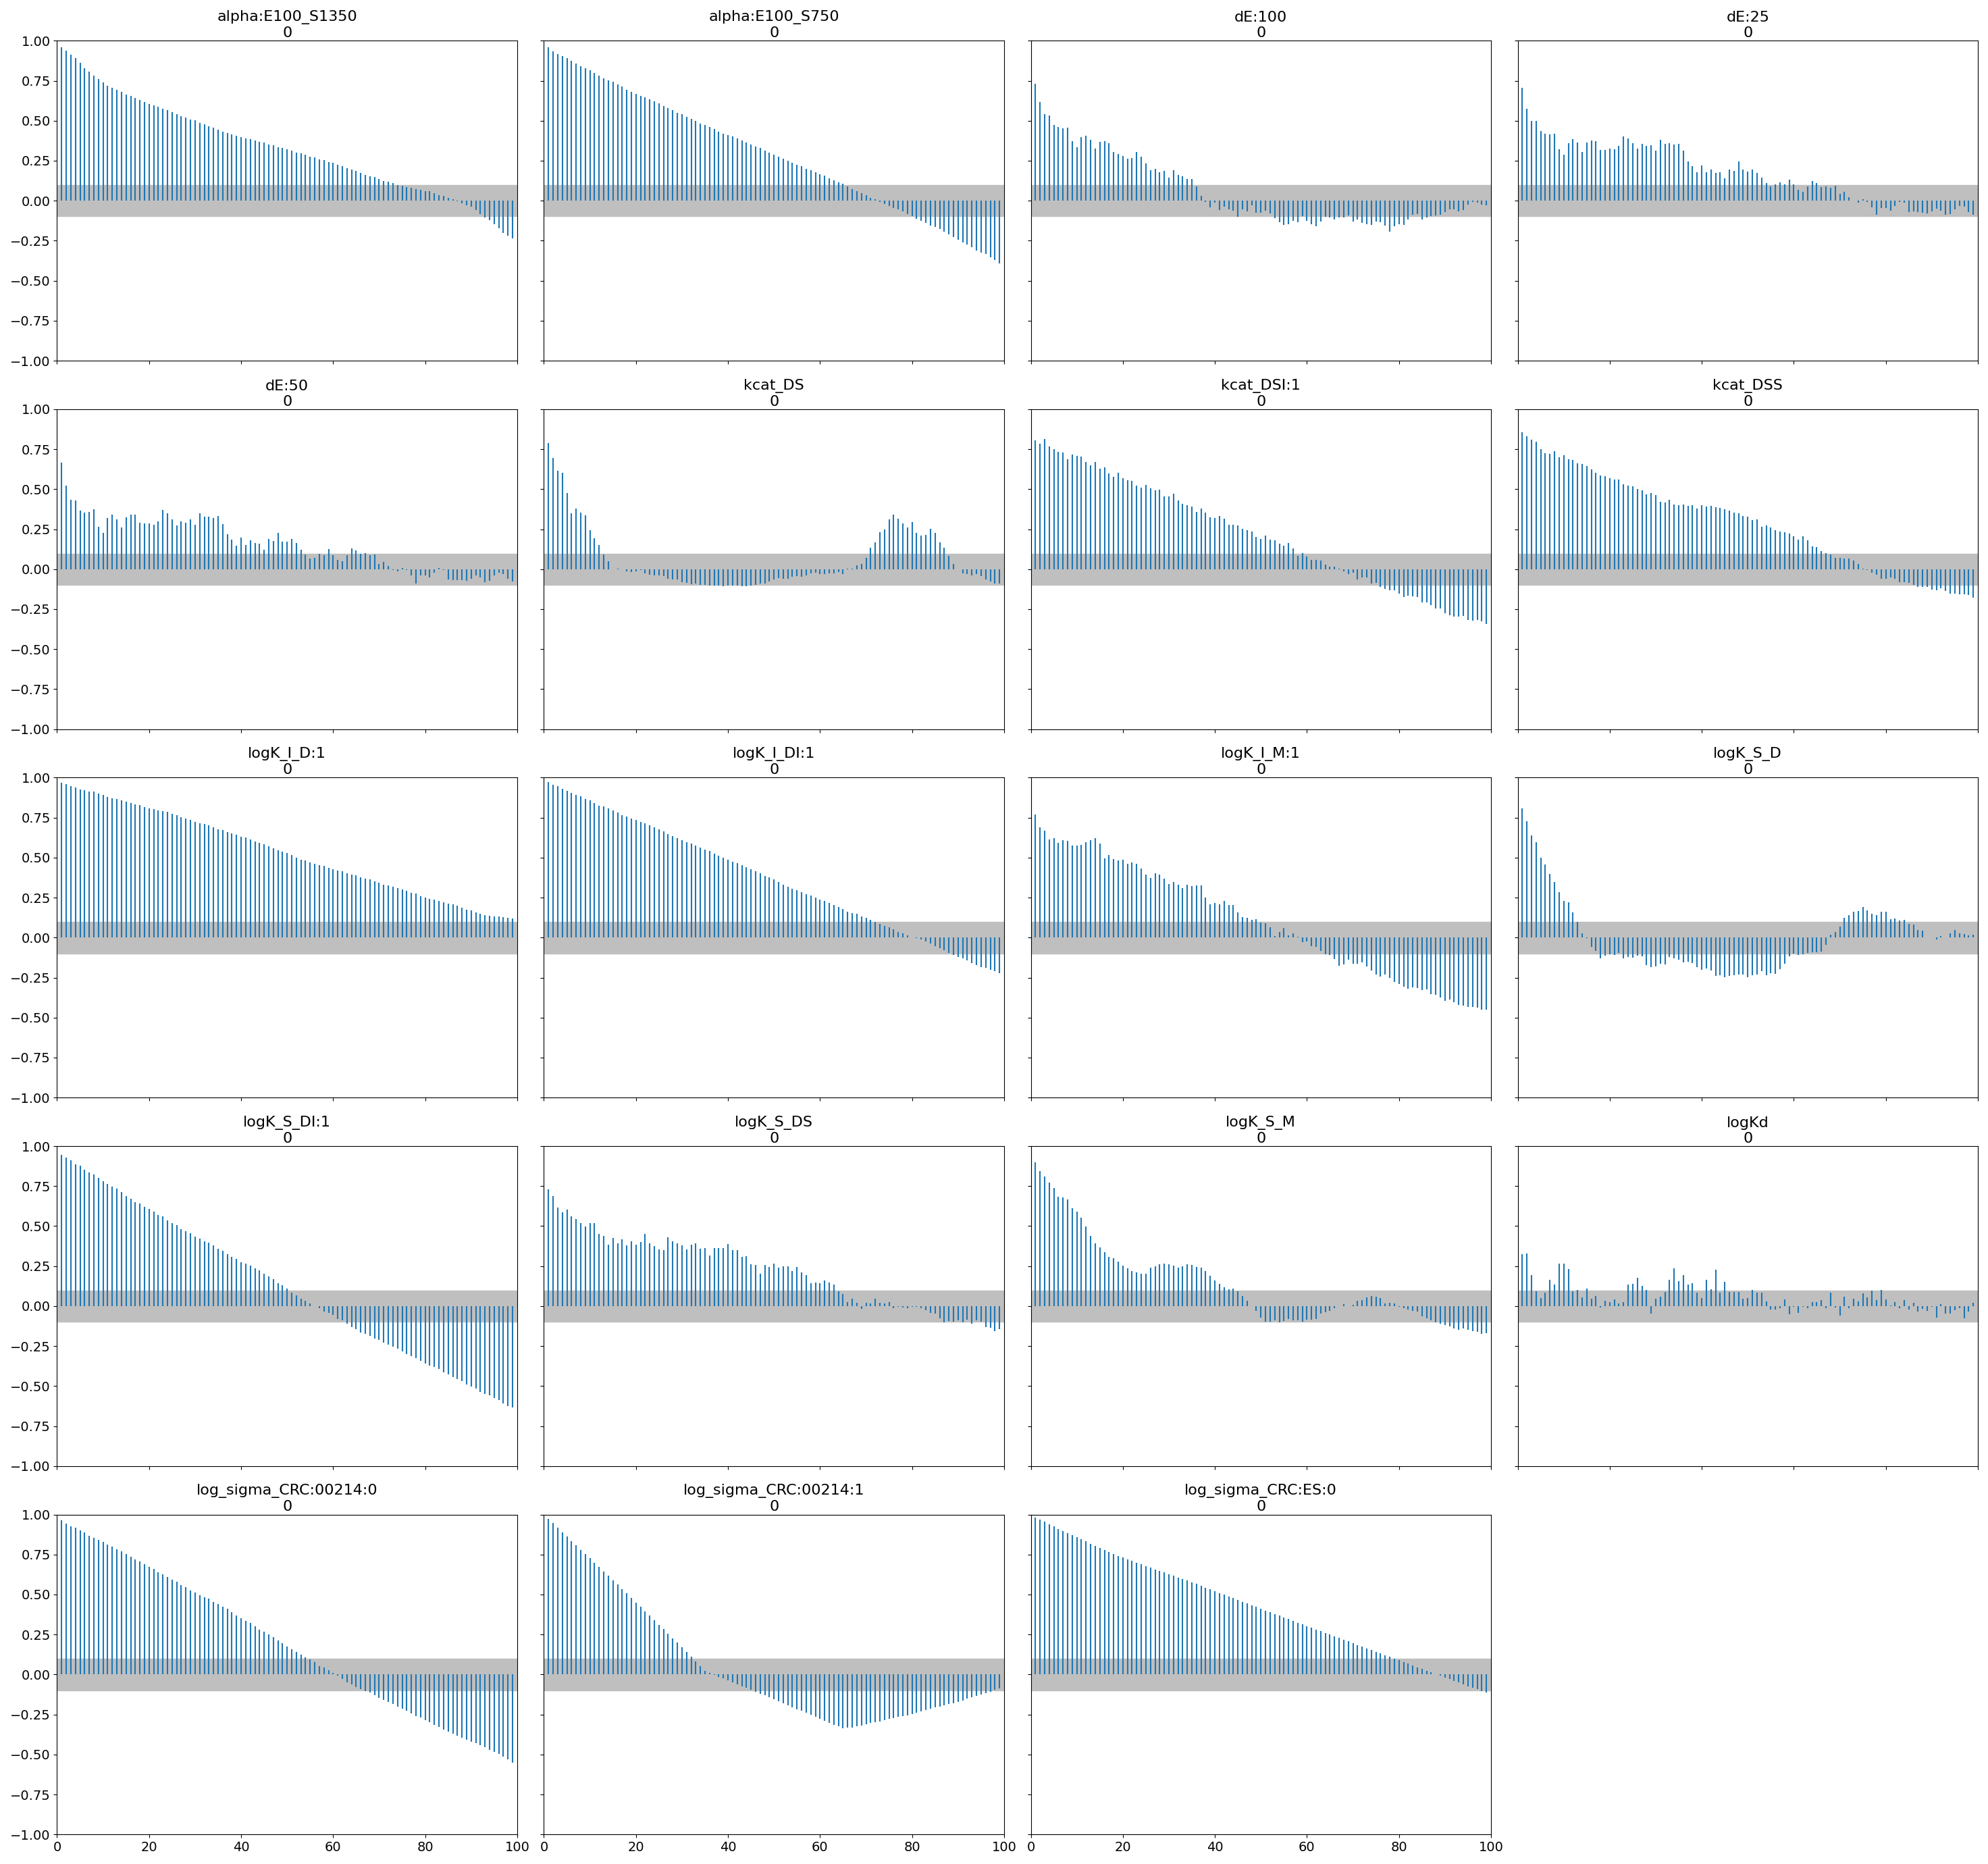 alpha:E100_S1350
0
alpha:E100_S750
0
dE:100
0
dE:25
0
1.00
0.75
0.50
0.25
0.00
−0.25
−0.50
−0.75
−1.00
dE:50
0
kcat_DS
0
kcat_DSI:1
0
kcat_DSS
0
1.00
0.75
0.50
0.25
0.00
−0.25
−0.50
−0.75
−1.00
logK_I_D:1
0
logK_I_DI:1
0
logK_I_M:1
0
logK_S_D
0
1.00
0.75
0.50
0.25
0.00
−0.25
−0.50
−0.75
−1.00
logK_S_DI:1
0
logK_S_DS
0
logK_S_M
0
logKd
0
1.00
0.75
0.50
0.25
0.00
−0.25
−0.50
−0.75
−1.00
log_sigma_CRC:00214:0
0
log_sigma_CRC:00214:1
0
log_sigma_CRC:ES:0
0
1.00
0.75
0.50
0.25
0.00
−0.25
−0.50
−0.75
−1.00
0 20 40 60 80 100
0 20 40 60 80 100
0 20 40 60 80 100